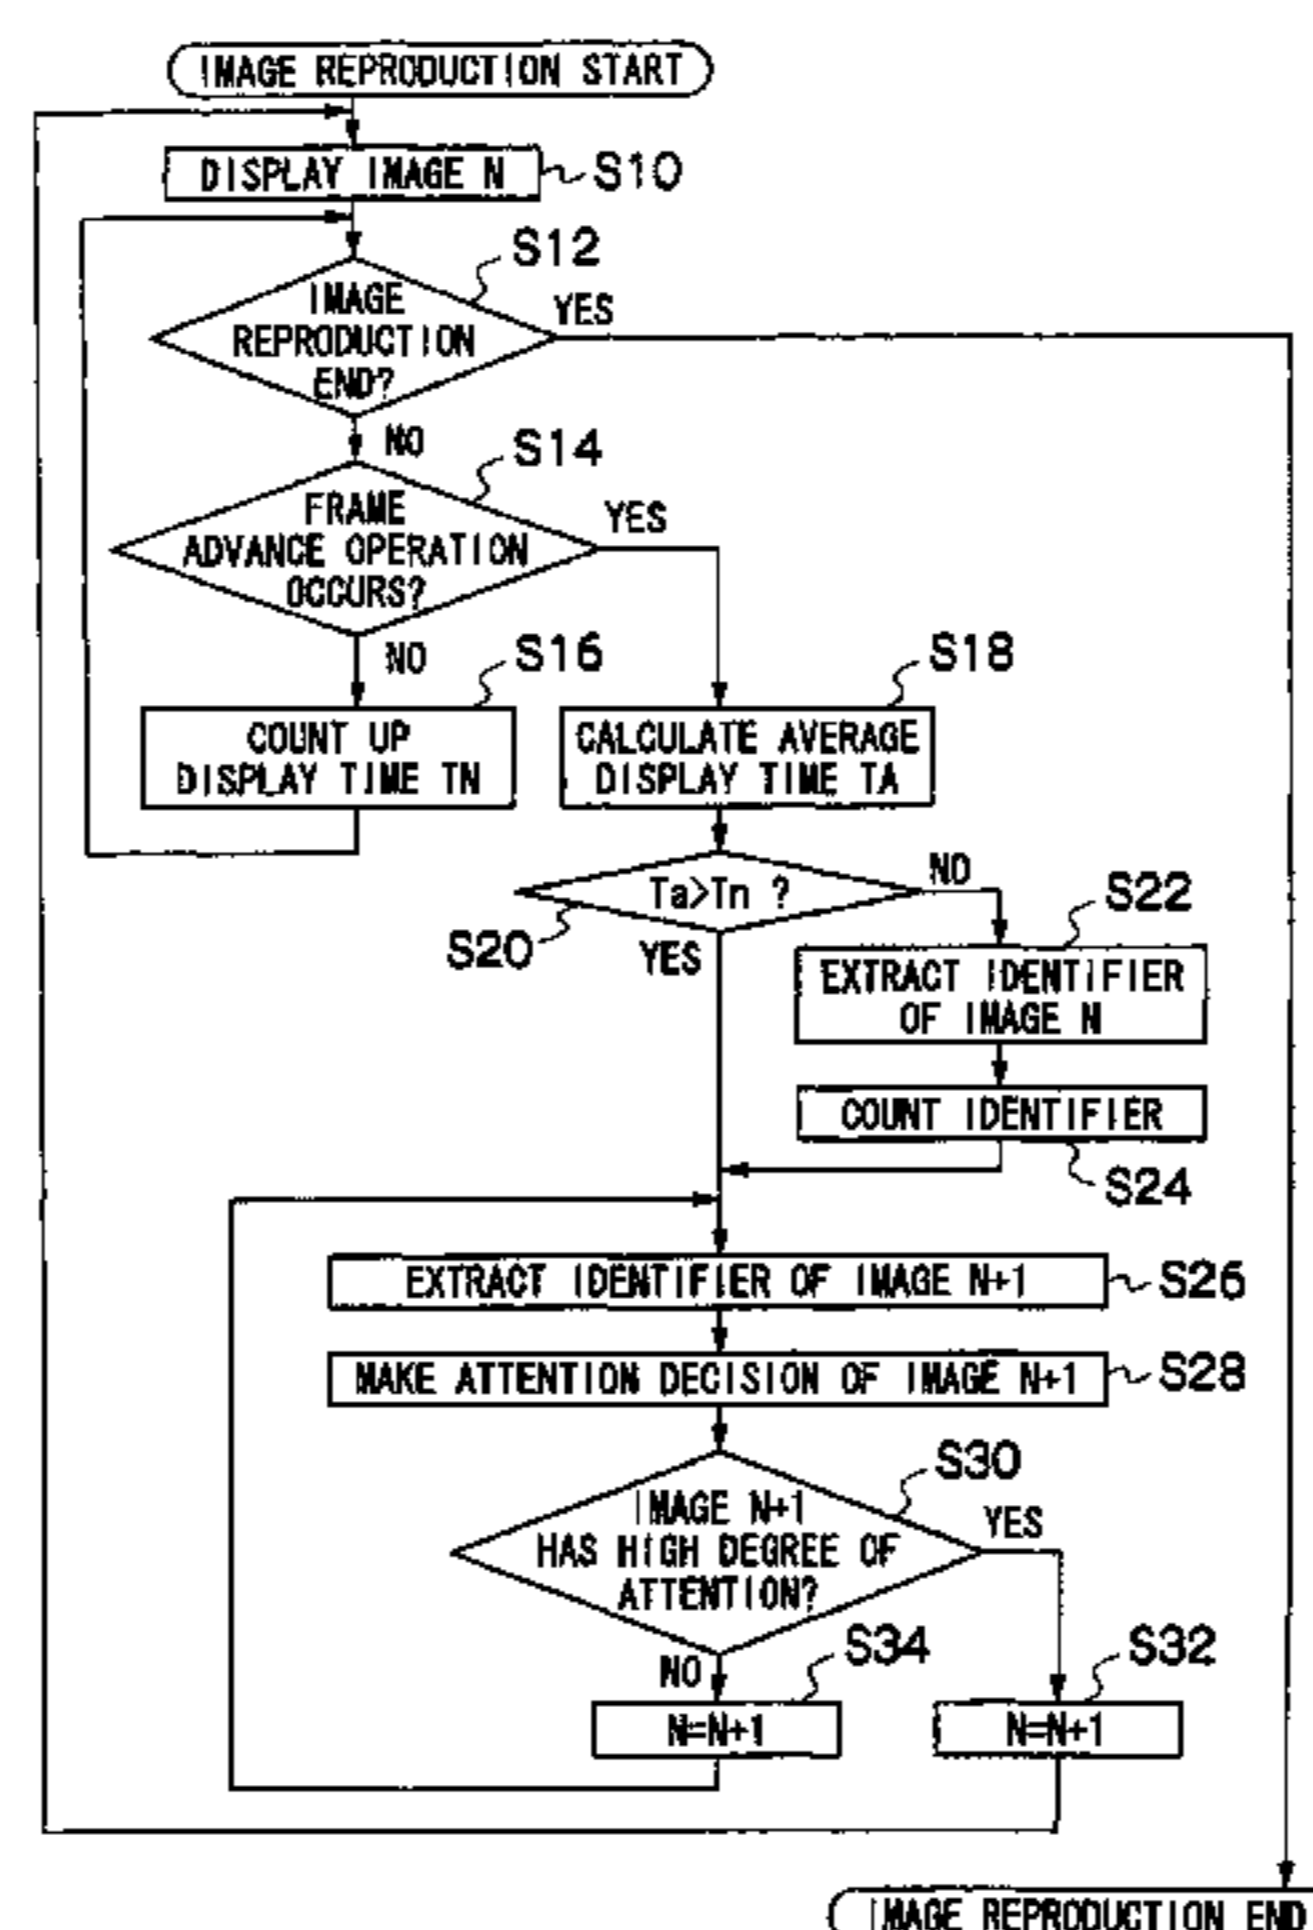 IMAGE REPRODUCTION START
DISPLAY IMAGE N
S10
S12
IMAGE
REPRODUCTION
END?
YES
NO
S14
FRAME
ADVANCE OPERATION
OCCURS?
YES
NO
S16
COUNT UP
DISPLAY TIME TN
S18
CALCULATE AVERAGE
DISPLAY TIME TA
Ta>Tn ?
S20
NO
YES
S22
EXTRACT IDENTIFIER
OF IMAGE N
COUNT IDENTIFIER
S24
EXTRACT IDENTIFIER OF IMAGE N+1
S26
MAKE ATTENTION DECISION OF IMAGE N+1
S28
S30
IMAGE N+1
HAS HIGH DEGREE OF
ATTENTION?
YES
NO
S34
N=N+1
S32
N=N+1
IMAGE REPRODUCTION END